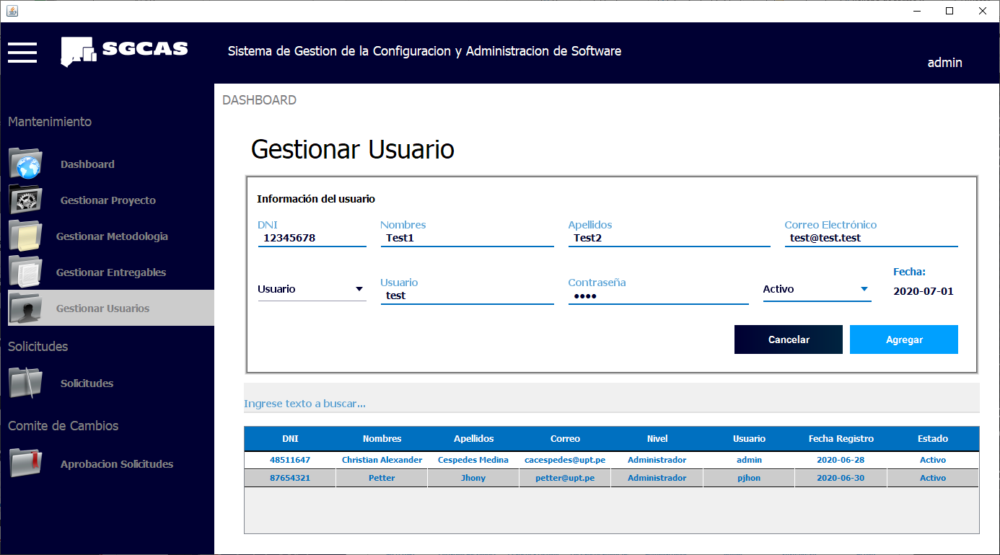 SGCAS
Sistema de Gestion de la Configuracion y Administracion de Software
admin
Mantenimiento
Dashboard
Gestionar Proyecto
Gestionar Metodologia
Gestionar Entregables
Gestionar Usuarios
Solicitudes
Solicitudes
Comite de Cambios
Aprobacion Solicitudes
DASHBOARD
Gestionar Usuario
Información del usuario
DNI Nombres Apellidos Correo Electrónico
12345678 Test1 Test2 test@test.test
Usuario Usuario Contraseña Activo Fecha:
test •••• 2020-07-01
Cancelar Agregar
Ingrese texto a buscar...
DNI Nombres Apellidos Correo Nivel Usuario Fecha Registro Estado
48511647 Christian Alexander Cespedes Medina cacespedes@upt.pe Administrador admin 2020-06-28 Activo
87654321 Petter Jhony petter@upt.pe Administrador pjhon 2020-06-30 Activo